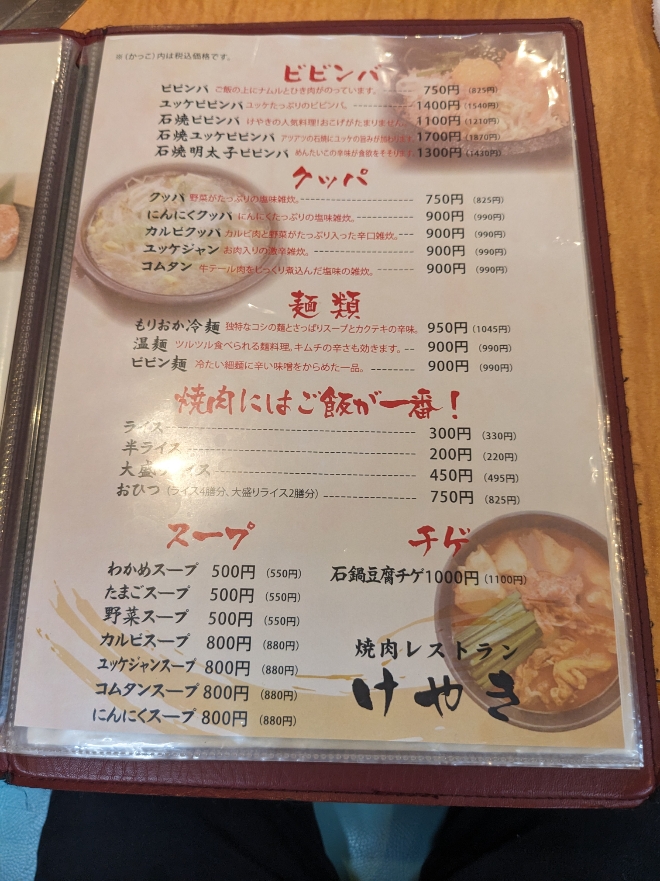 ※（かっこ）内は税込価格です。
ビビンバ
ビビンバ ご飯の上にナムルとひき肉がのっています。 750円 (825円)
ユッケビビンバ ユッケたっぷりのビビンバ。 1400円 (1540円)
石焼ビビンバ けやきの人気料理!おこげがたまりません。 1100円 (1210円)
石焼ユッケビビンバ アツアツの石鍋にユッケの旨みが加わります。 1700円 (1870円)
石焼明太子ビビンバ めんたいこの辛味が食欲をそそります。 1300円 (1430円)
クッパ
クッパ 野菜がたっぷりの塩味雑炊。 750円 (825円)
にんにくクッパ にんにくたっぷりの塩味雑炊。 900円 (990円)
カルビクッパ カルビ肉と野菜がたっぷり入った辛口雑炊。 900円 (990円)
ユッケジャン お肉入りの激辛雑炊。 900円 (990円)
コムタン 牛テール肉をじっくり煮込んだ塩味の雑炊。 900円 (990円)
麺類
もりおか冷麺 独特なコシの麺とさっぱりスープとカクテキの辛味。 950円 (1045円)
温麺 ツルツル食べられる麺料理。キムチの辛さも効きます。 900円 (990円)
ビビン麺 冷たい細麺に辛い味噌をからめた一品。 900円 (990円)
焼肉にはご飯が一番!
ライス 300円 (330円)
半ライス 200円 (220円)
大盛りライス 450円 (495円)
おひつ (ライス4膳分、大盛りライス2膳分) 750円 (825円)
スープ
わかめスープ 500円 (550円)
たまごスープ 500円 (550円)
野菜スープ 500円 (550円)
カルビスープ 800円 (880円)
ユッケジャンスープ 800円 (880円)
コムタンスープ 800円 (880円)
にんにくスープ 800円 (880円)
チゲ
石鍋豆腐チゲ 1000円 (1100円)
焼肉レストラン
けやき